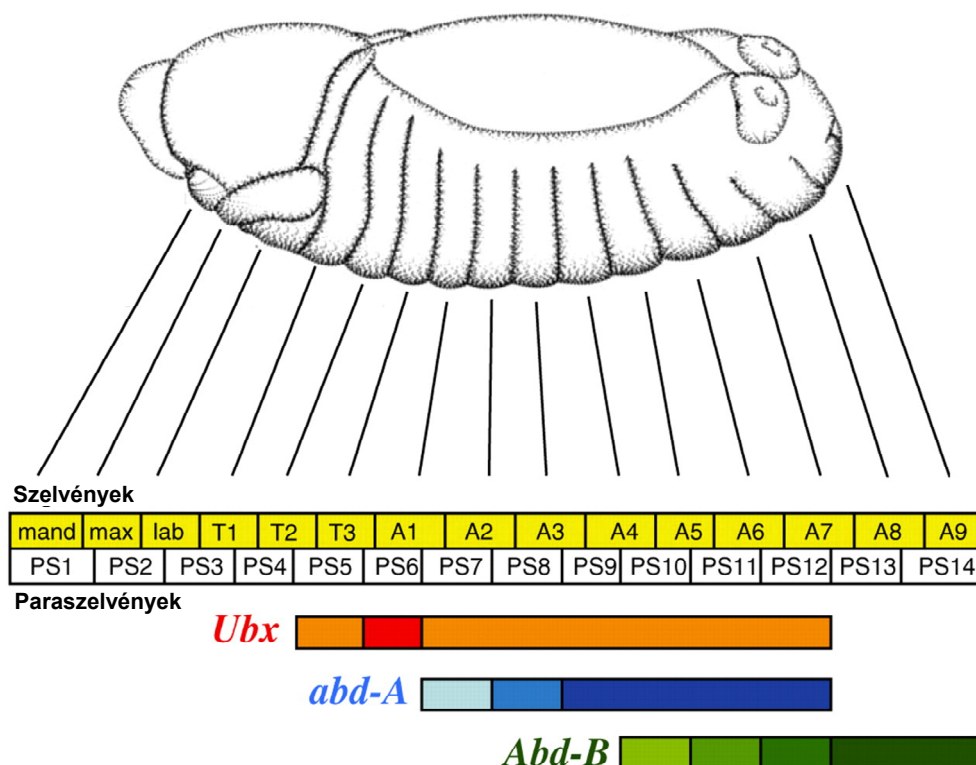 Szelvények
mand max lab T1 T2 T3 A1 A2 A3 A4 A5 A6 A7 A8 A9
PS1 PS2 PS3 PS4 PS5 PS6 PS7 PS8 PS9 PS10 PS11 PS12 PS13 PS14
Paraszelvények
Ubx
abd-A
Abd-B